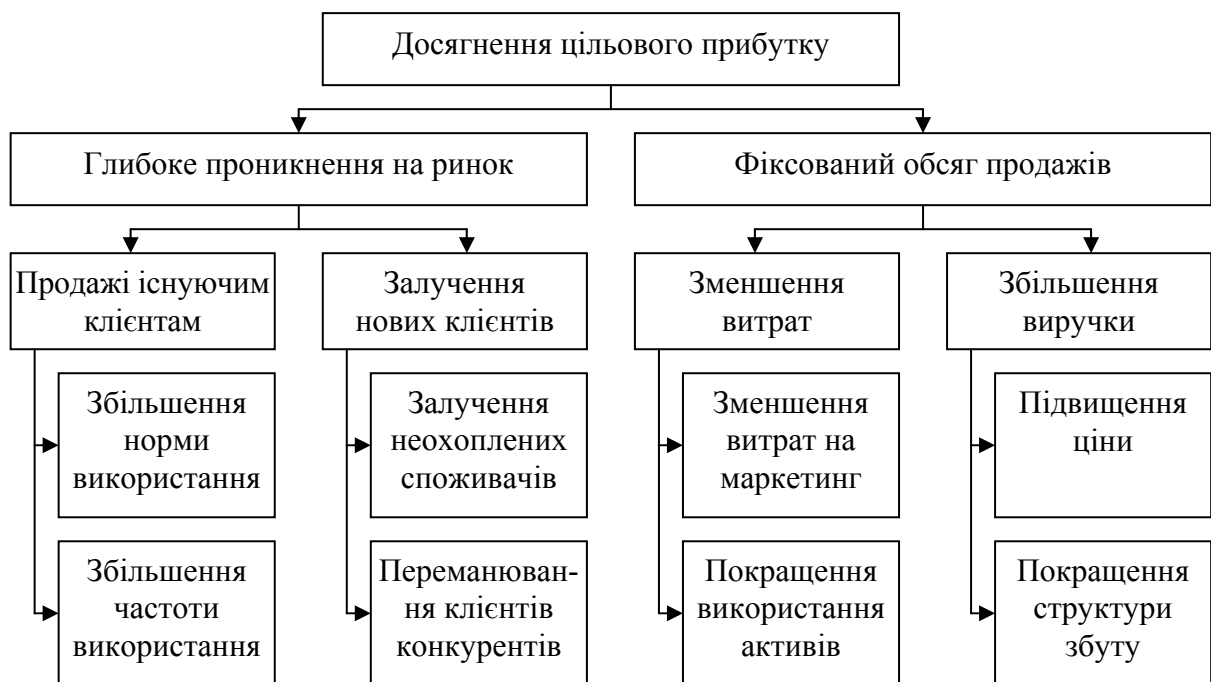 Досягнення цільового прибутку
Глибоке проникнення на ринок
Фіксований обсяг продажів
Продажі існуючим
клієнтам
Залучення
нових клієнтів
Зменшення
витрат
Збільшення
виручки
Збільшення
норми
використання
Залучення
неохоплених
споживачів
Зменшення
витрат на
маркетинг
Підвищення
ціни
Збільшення
частоти
використання
Переманюван-
ня клієнтів
конкурентів
Покращення
використання
активів
Покращення
структури
збуту